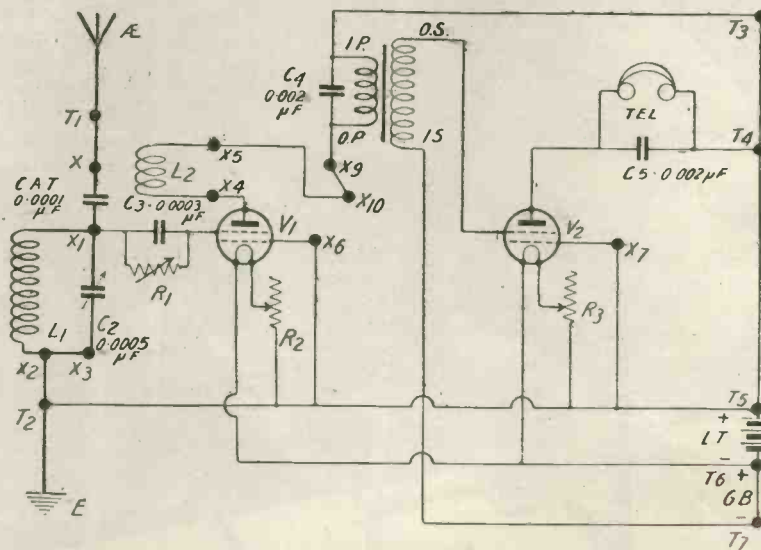 Æ
T1
X
CAT
0.0001
µF
X1
L1
C2
0.0005
µF
X2
X3
T2
E
L2
X5
X4
C3·0.0003
µF
R1
V1
X6
R2
C4
0.002
µF
I.P.
O.P
X9
X10
O.S.
IS
V2
X7
R3
TEL
C5·0.002µF
T3
T4
T5
+
LT
-
T6 +
GB
-
T7